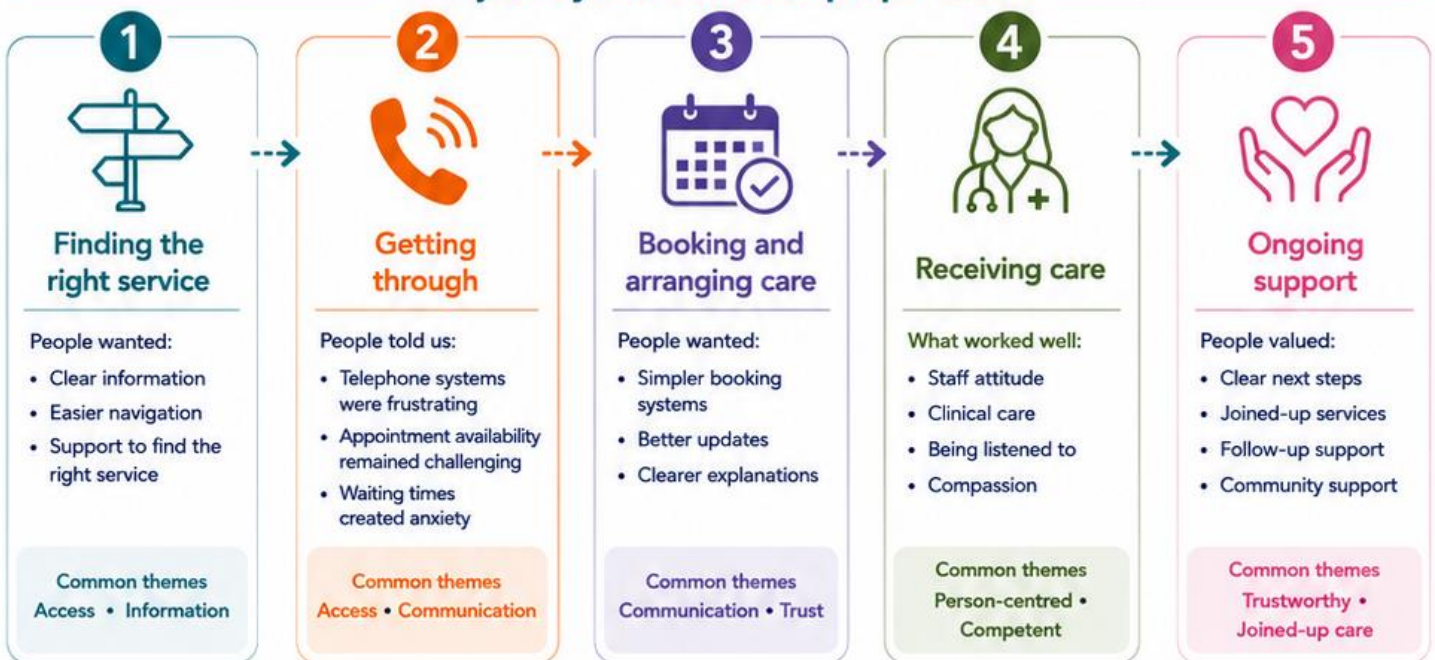 1
Finding the
right service
People wanted:
• Clear information
• Easier navigation
• Support to find the
right service
Common themes
Access • Information
2
Getting
through
People told us:
• Telephone systems
were frustrating
• Appointment availability
remained challenging
• Waiting times
created anxiety
Common themes
Access • Communication
3
Booking and
arranging care
People wanted:
• Simpler booking
systems
• Better updates
• Clearer explanations
Common themes
Communication • Trust
4
Receiving care
What worked well:
• Staff attitude
• Clinical care
• Being listened to
• Compassion
Common themes
Person-centred •
Competent
5
Ongoing
support
People valued:
• Clear next steps
• Joined-up services
• Follow-up support
• Community support
Common themes
Trustworthy •
Joined-up care